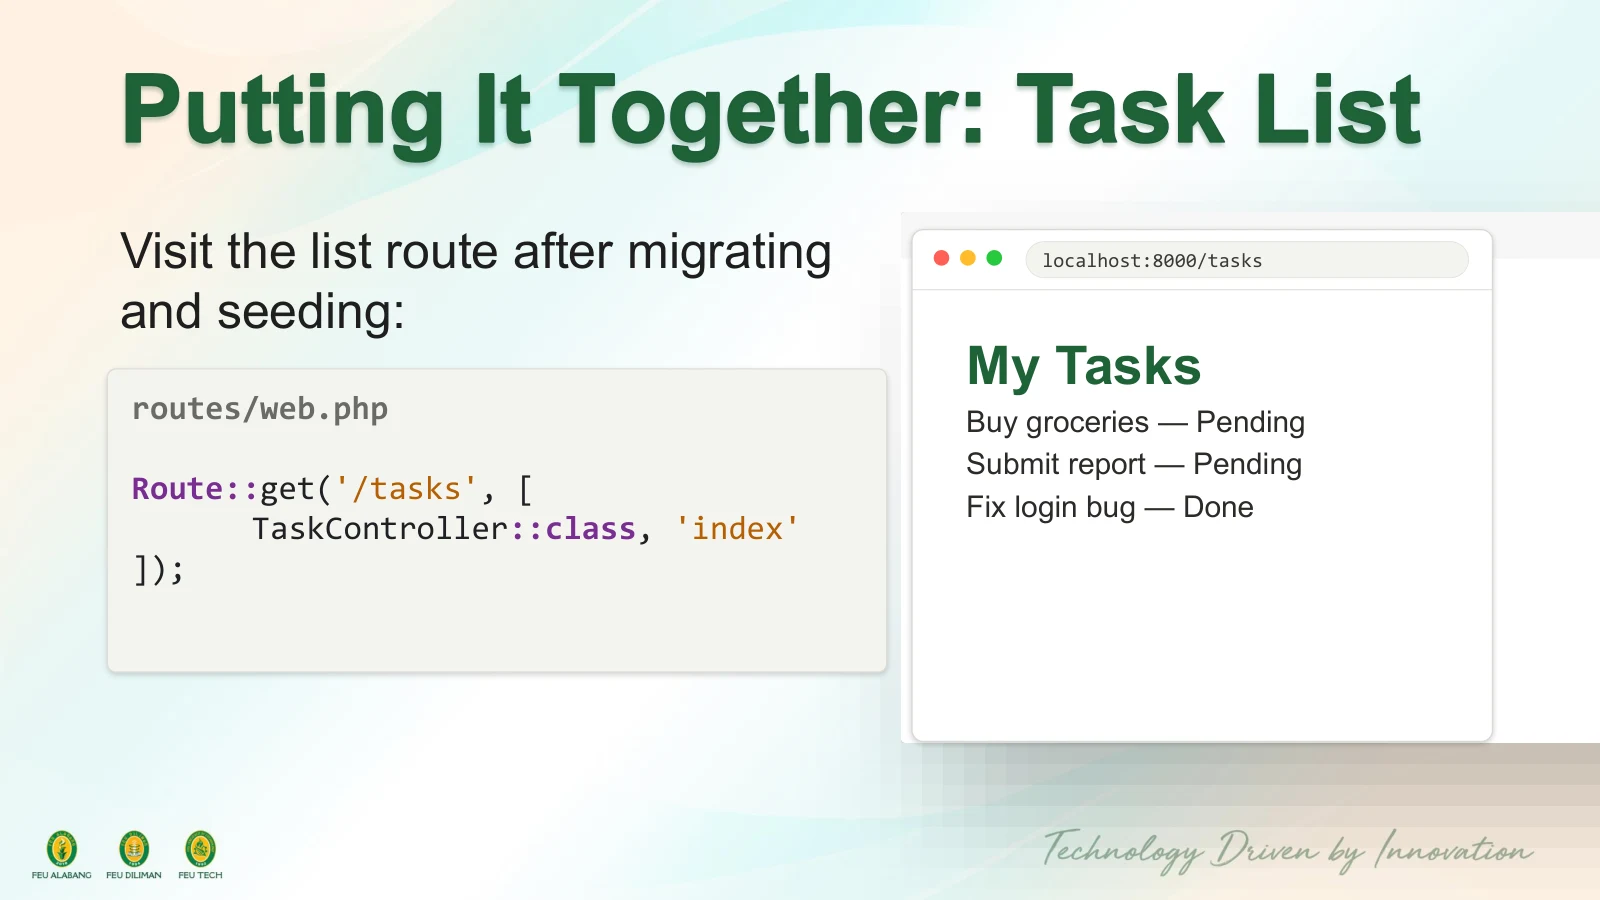 Putting It Together: Task List
Visit the list route after migrating
and seeding:
routes/web.php
Route::get('/tasks', [
TaskController::class, 'index'
]);
localhost:8000/tasks
My Tasks
Buy groceries — Pending
Submit report — Pending
Fix login bug — Done
FEU ALABANG
FEU DILIMAN
FEU TECH
Technology Driven by Innovation